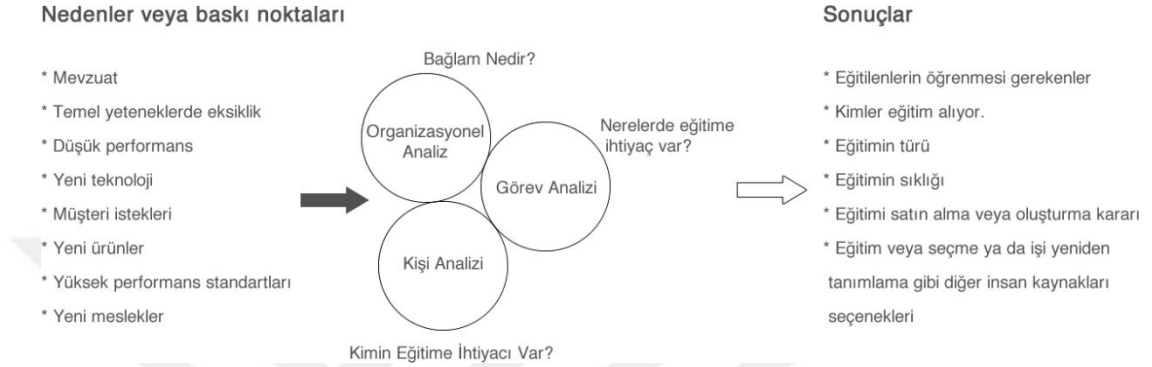 Nedenler veya baskı noktaları
* Mevzuat
* Temel yeteneklerde eksiklik
* Düşük performans
* Yeni teknoloji
* Müşteri istekleri
* Yeni ürünler
* Yüksek performans standartları
* Yeni meslekler
Bağlam Nedir?
Organizasyonel
Analiz
Nerelerde eğitime
ihtiyaç var?
Görev Analizi
Kişi Analizi
Kimin Eğitime İhtiyacı Var?
Sonuçlar
* Eğitilenlerin öğrenmesi gerekenler
* Kimler eğitim alıyor.
* Eğitimin türü
* Eğitimin sıklığı
* Eğitimi satın alma veya oluşturma kararı
* Eğitim veya seçme ya da işi yeniden
tanımlama gibi diğer insan kaynakları
seçenekleri